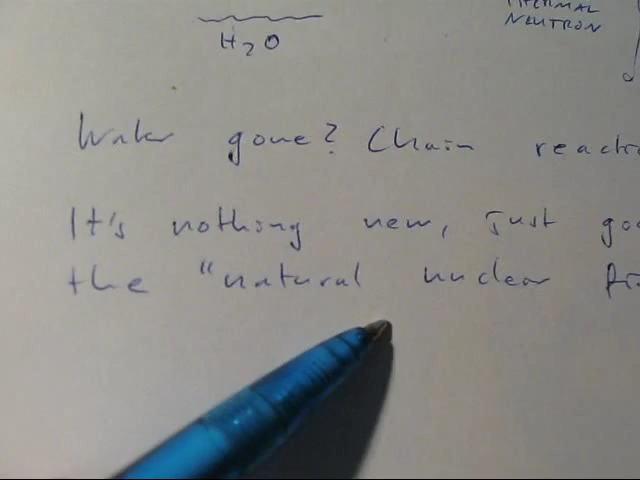 THERMAL
NEUTRON
H2O
Water gone? Chain
It's nothing new, just
the "natural nuclear